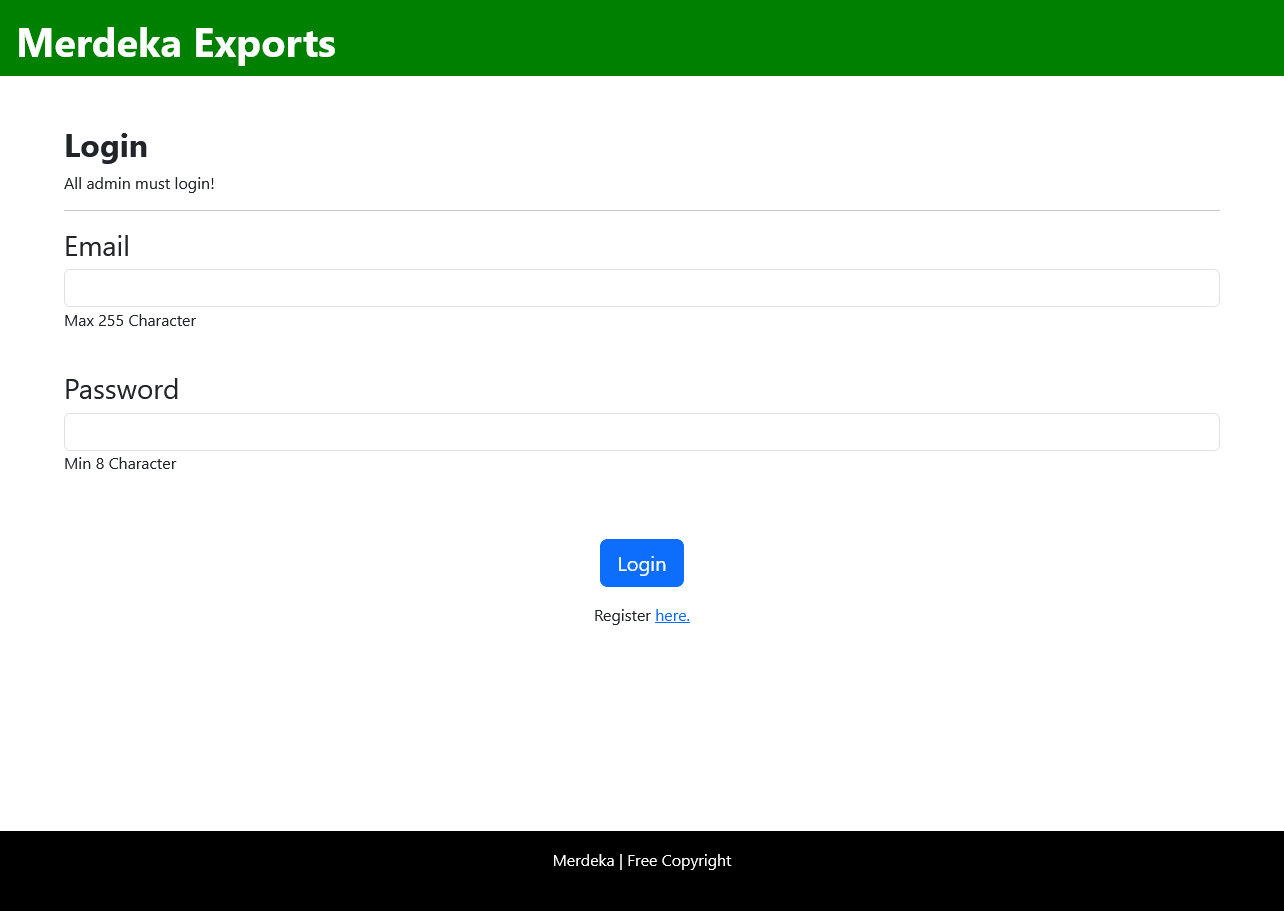 Merdeka Exports
Login
All admin must login!
Email
Max 255 Character
Password
Min 8 Character
Login
Register here.
Merdeka | Free Copyright